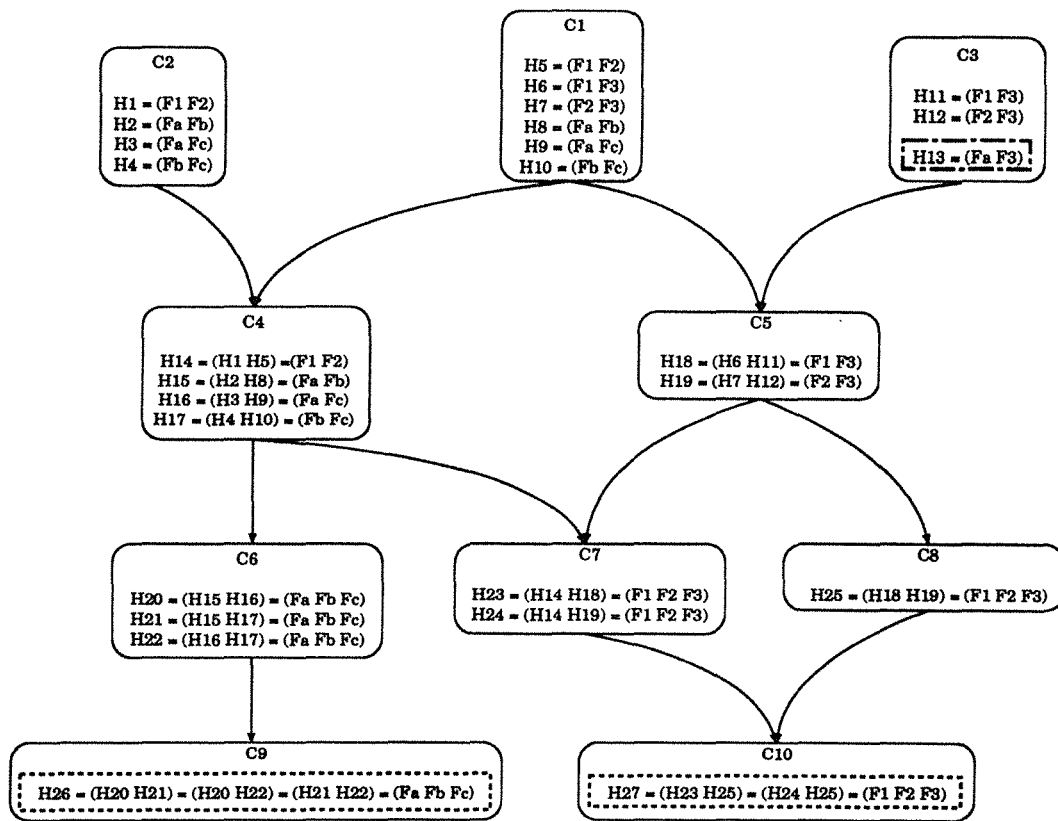 C2
H1 = (F1 F2)
H2 = (Fa Fb)
H3 = (Fa Fc)
H4 = (Fb Fc)
C1
H5 = (F1 F2)
H6 = (F1 F3)
H7 = (F2 F3)
H8 = (Fa Fb)
H9 = (Fa Fc)
H10 = (Fb Fc)
C3
H11 = (F1 F3)
H12 = (F2 F3)
H13 = (Fa F3)
C4
H14 = (H1 H5) =(F1 F2)
H15 = (H2 H8) = (Fa Fb)
H16 = (H3 H9) = (Fa Fc)
H17 = (H4 H10) = (Fb Fc)
C5
H18 = (H6 H11) = (F1 F3)
H19 = (H7 H12) = (F2 F3)
C6
H20 = (H15 H16) = (Fa Fb Fc)
H21 = (H15 H17) = (Fa Fb Fc)
H22 = (H16 H17) = (Fa Fb Fc)
C7
H23 = (H14 H18) = (F1 F2 F3)
H24 = (H14 H19) = (F1 F2 F3)
C8
H25 = (H18 H19) = (F1 F2 F3)
C9
H26 = (H20 H21) = (H20 H22) = (H21 H22) = (Fa Fb Fc)
C10
H27 = (H23 H25) = (H24 H25) = (F1 F2 F3)